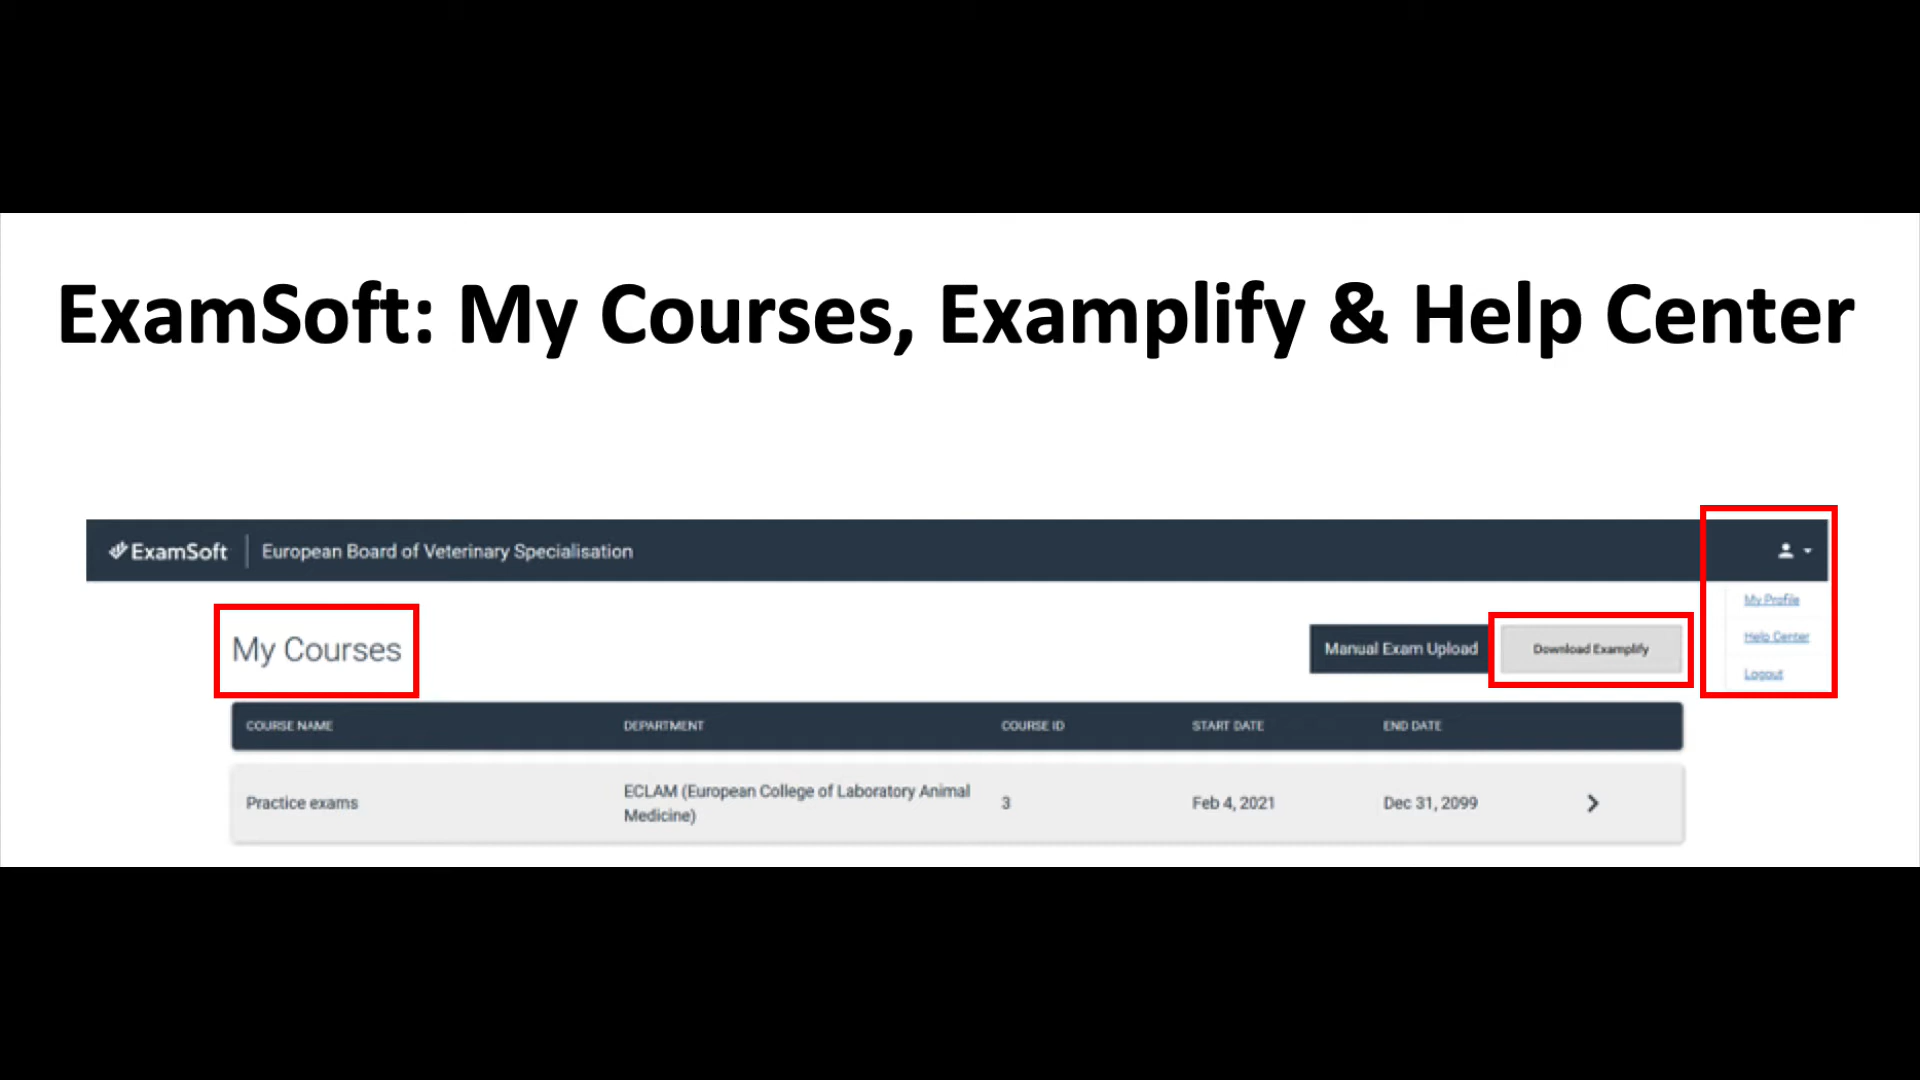 ExamSoft: My Courses, Examplify & Help Center
ExamSoft European Board of Veterinary Specialisation
My Profile
Help Center
Logout
My Courses
Manual Exam Upload
Download Examplify
COURSE NAME DEPARTMENT COURSE ID START DATE END DATE
Practice exams ECLAM (European College of Laboratory Animal 3 Feb 4, 2021 Dec 31, 2099
Medicine)